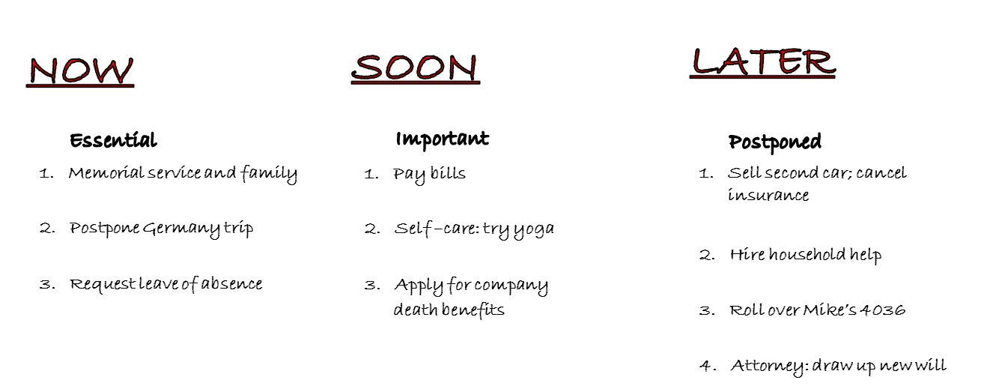 NOW
Essential
1. Memorial service and family
2. Postpone Germany trip
3. Request leave of absence
SOON
Important
1. Pay bills
2. Self-care: try yoga
3. Apply for company
death benefits
LATER
Postponed
1. Sell second car; cancel
insurance
2. Hire household help
3. Roll over Mike's 4036
4. Attorney: draw up new will